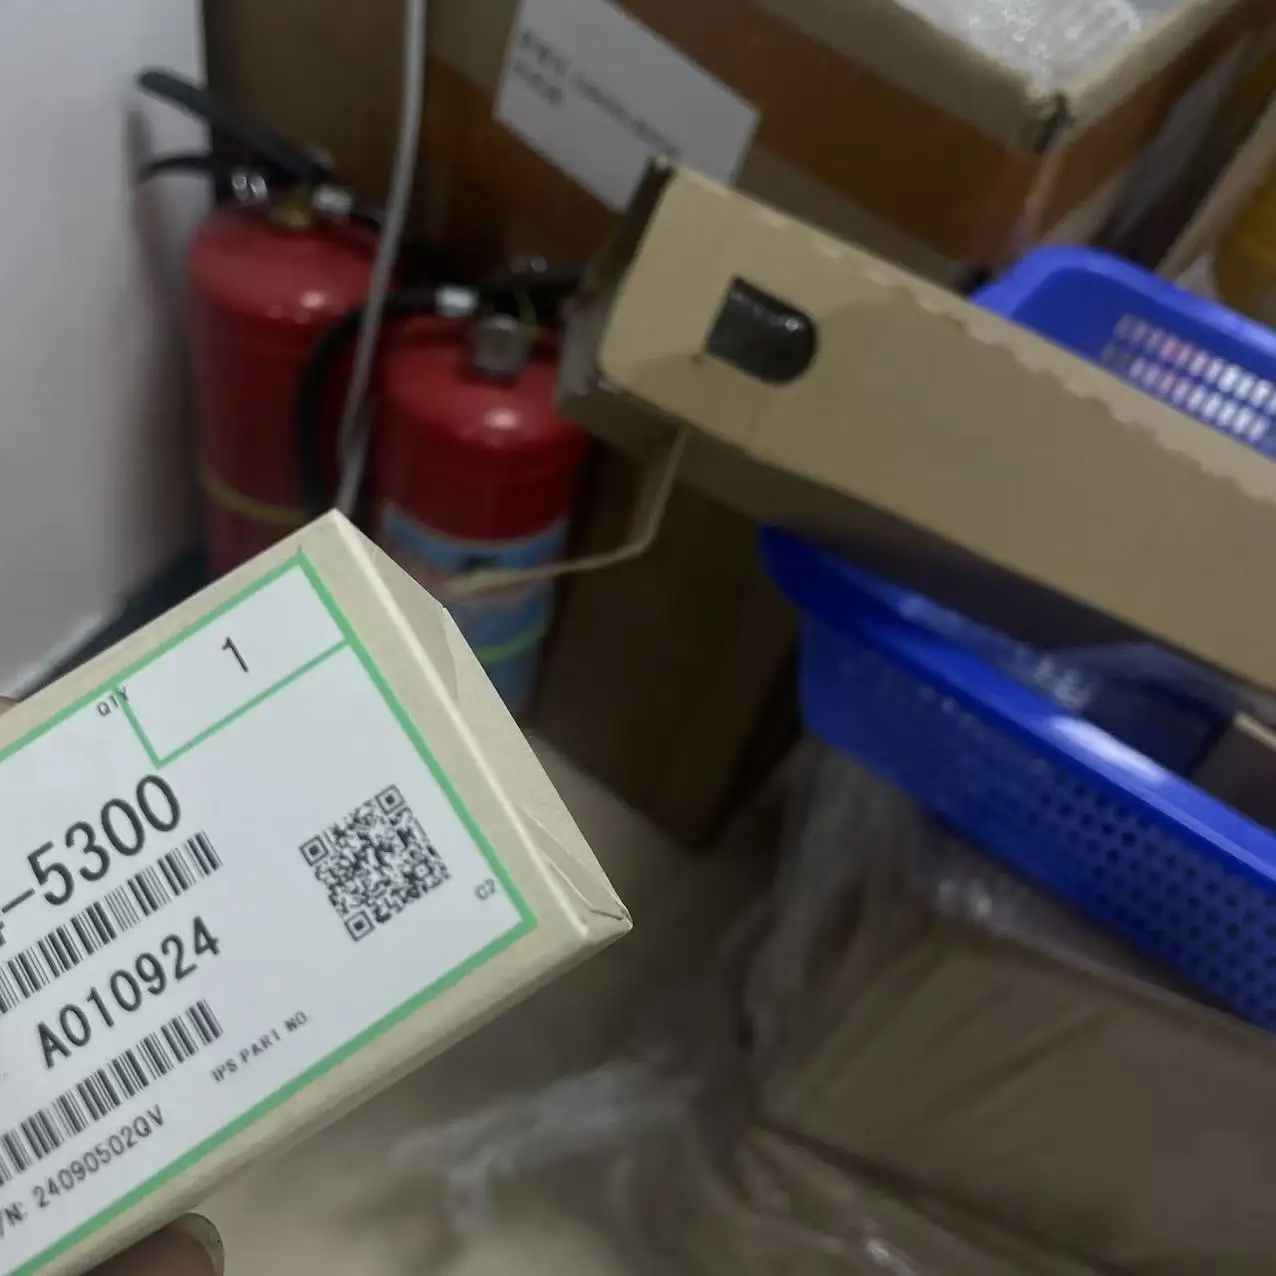 QTY 1
-5300
A010924
C2
IPS PART NO.
/N: 24090502QV